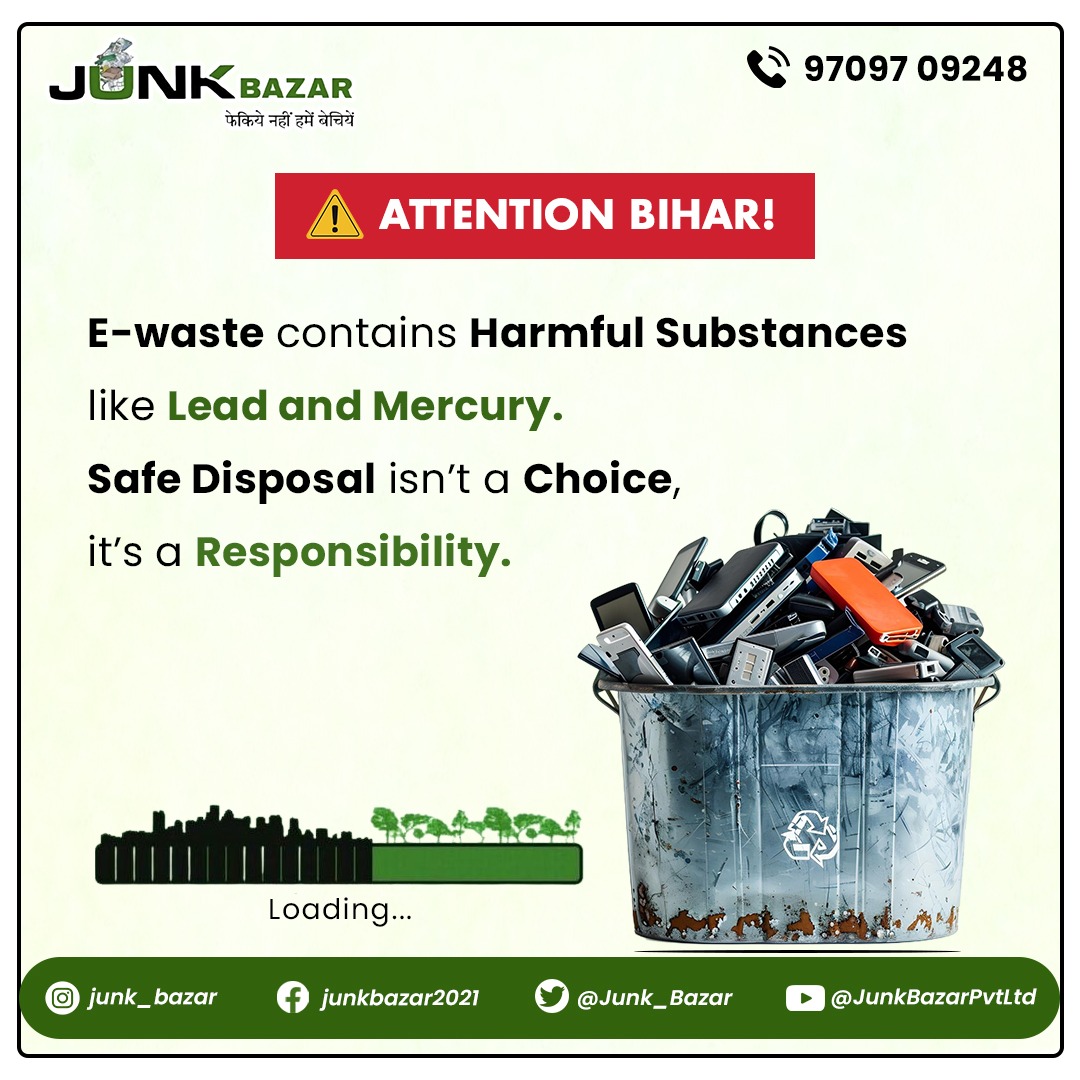 JUNK BAZAR
फेकिये नहीं हमें बेचियें
97097 09248
ATTENTION BIHAR!
E-waste contains Harmful Substances
like Lead and Mercury.
Safe Disposal isn’t a Choice,
it’s a Responsibility.
Loading...
junk_bazar
junkbazar2021
@Junk_Bazar
@JunkBazarPvtLtd